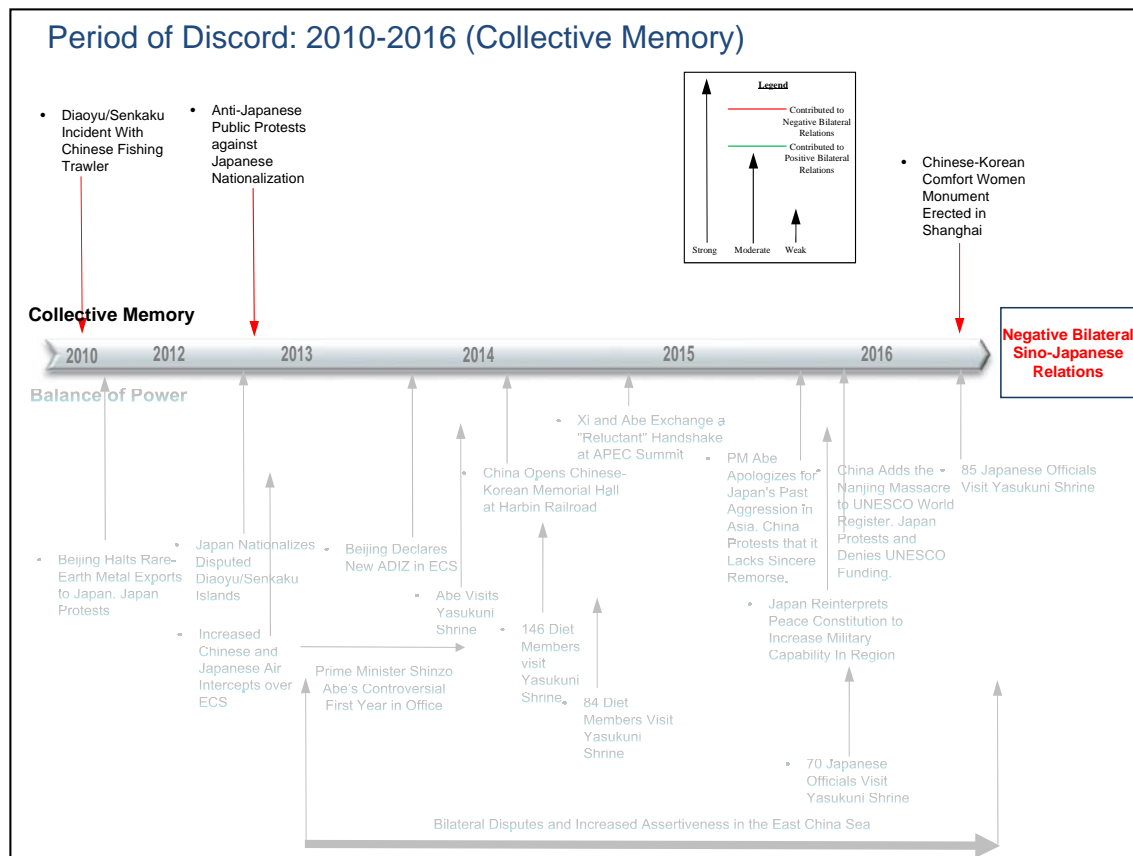 Period of Discord: 2010-2016 (Collective Memory)
• Diaoyu/Senkaku
Incident With
Chinese Fishing
Trawler
• Anti-Japanese
Public Protests
against
Japanese
Nationalization
Legend
Contributed to
Negative Bilateral
Relations
Contributed to
Positive Bilateral
Relations
Strong
Moderate
Weak
• Chinese-Korean
Comfort Women
Monument
Erected in
Shanghai
Collective Memory
2010
2012
2013
2014
2015
2016
Negative Bilateral
Sino-Japanese
Relations
Balance of Power
• Beijing Halts Rare-
Earth Metal Exports
to Japan. Japan
Protests
• Japan Nationalizes
Disputed
Diaoyu/Senkaku
Islands
• Increased
Chinese and
Japanese Air
Intercepts over
ECS
• Beijing Declares
New ADIZ in ECS
• Abe Visits
Yasukuni
Shrine
Prime Minister Shinzo
Abe's Controversial
First Year in Office
• China Opens Chinese-
Korean Memorial Hall
at Harbin Railroad
• 146 Diet
Members
visit
Yasukuni
Shrine
• Xi and Abe Exchange a
"Reluctant" Handshake
at APEC Summit
• 84 Diet
Members Visit
Yasukuni
Shrine
• PM Abe
Apologizes for
Japan's Past
Aggression in
Asia. China
Protests that it
Lacks Sincere
Remorse.
• China Adds the
Nanjing Massacre
to UNESCO World
Register. Japan
Protests and
Denies UNESCO
Funding.
• Japan Reinterprets
Peace Constitution to
Increase Military
Capability In Region
• 70 Japanese
Officials Visit
Yasukuni Shrine
• 85 Japanese Officials
Visit Yasukuni Shrine
Bilateral Disputes and Increased Assertiveness in the East China Sea